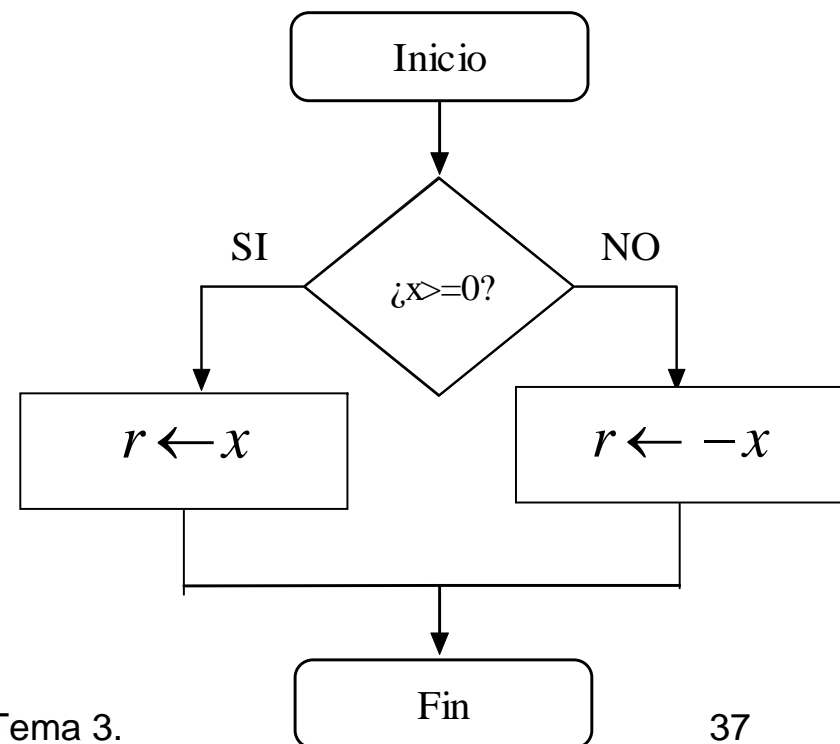 Inicio
SI
NO
¿x>=0?
r ← x
r ← −x
Fin
Tema 3.
37